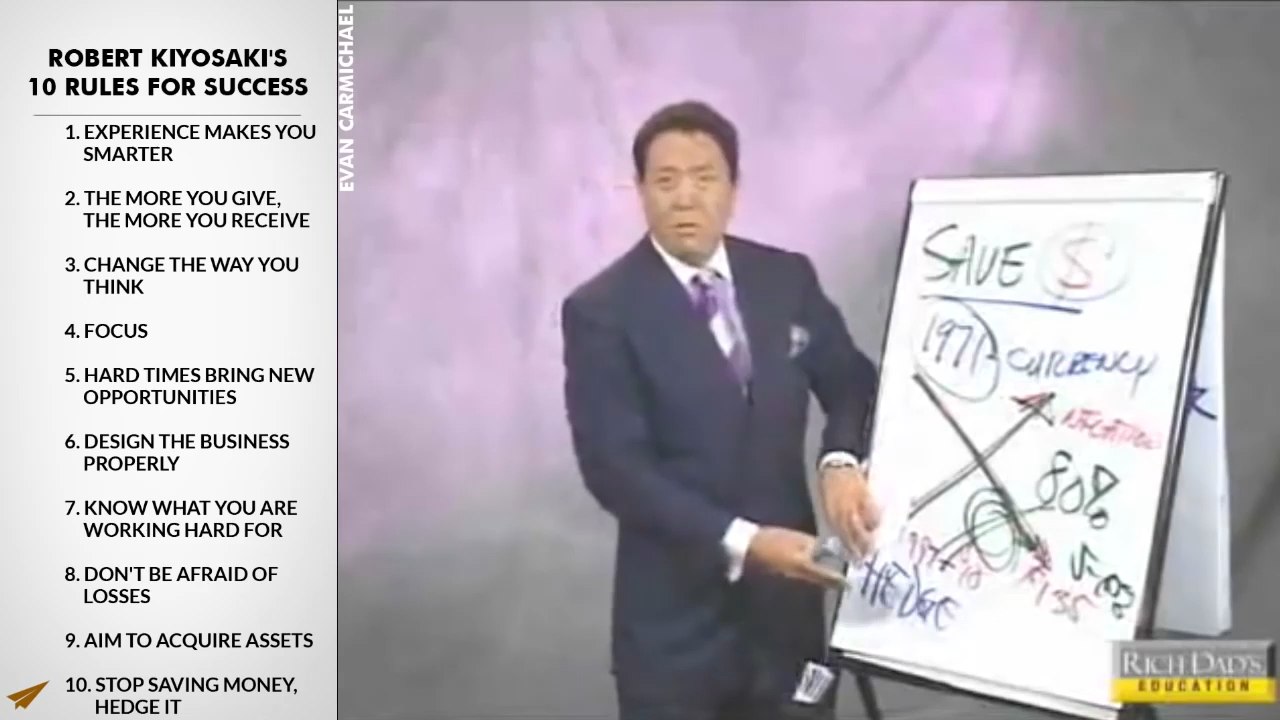 ROBERT KIYOSAKI'S
10 RULES FOR SUCCESS
1. EXPERIENCE MAKES YOU
SMARTER
2. THE MORE YOU GIVE,
THE MORE YOU RECEIVE
3. CHANGE THE WAY YOU
THINK
4. FOCUS
5. HARD TIMES BRING NEW
OPPORTUNITIES
6. DESIGN THE BUSINESS
PROPERLY
7. KNOW WHAT YOU ARE
WORKING HARD FOR
8. DON'T BE AFRAID OF
LOSSES
9. AIM TO ACQUIRE ASSETS
10. STOP SAVING MONEY,
HEDGE IT
EVAN CARMICHAEL
SAVE $
1971 - CURRENCY
80%
HEDGE
RICH DAD'S
EDUCATION